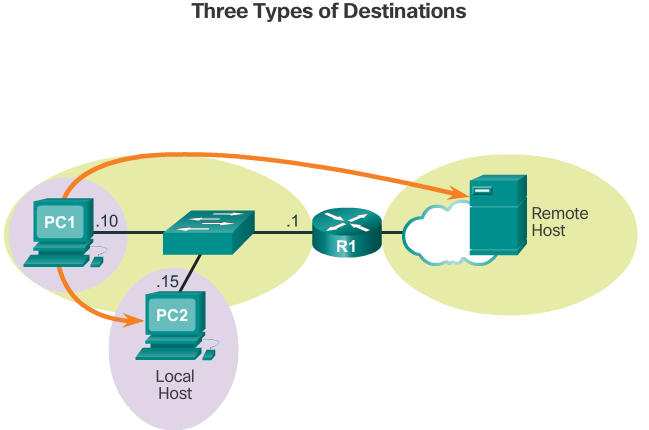 Three Types of Destinations
PC1
.10
.1
R1
Remote
Host
.15
PC2
Local
Host